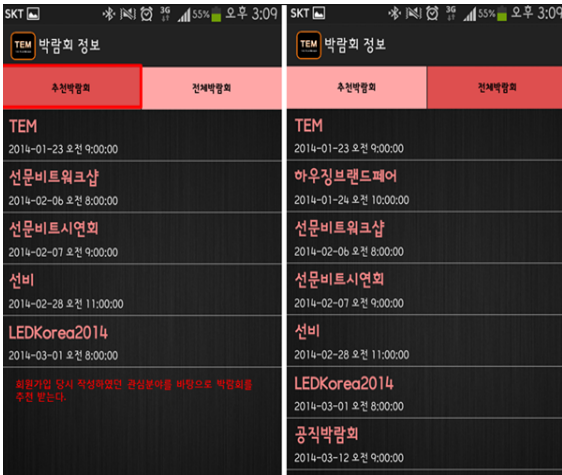 SKT 3G 55% 오후 3:09
TEM 박람회 정보
추천박람회 전체박람회
TEM
2014-01-23 오전 9:00:00
선문비트워크샵
2014-02-06 오전 8:00:00
선문비트시연회
2014-02-07 오전 9:00:00
선비
2014-02-28 오전 11:00:00
LEDKorea2014
2014-03-01 오전 8:00:00
회원가입 당시 작성하였던 관심분야를 바탕으로 박람회를
추천 받는다.
SKT 3G 55% 오후 3:09
TEM 박람회 정보
추천박람회 전체박람회
TEM
2014-01-23 오전 9:00:00
하우징브랜드페어
2014-01-24 오전 10:00:00
선문비트워크샵
2014-02-06 오전 8:00:00
선문비트시연회
2014-02-07 오전 9:00:00
선비
2014-02-28 오전 11:00:00
LEDKorea2014
2014-03-01 오전 8:00:00
공직박람회
2014-03-12 오전 9:00:00